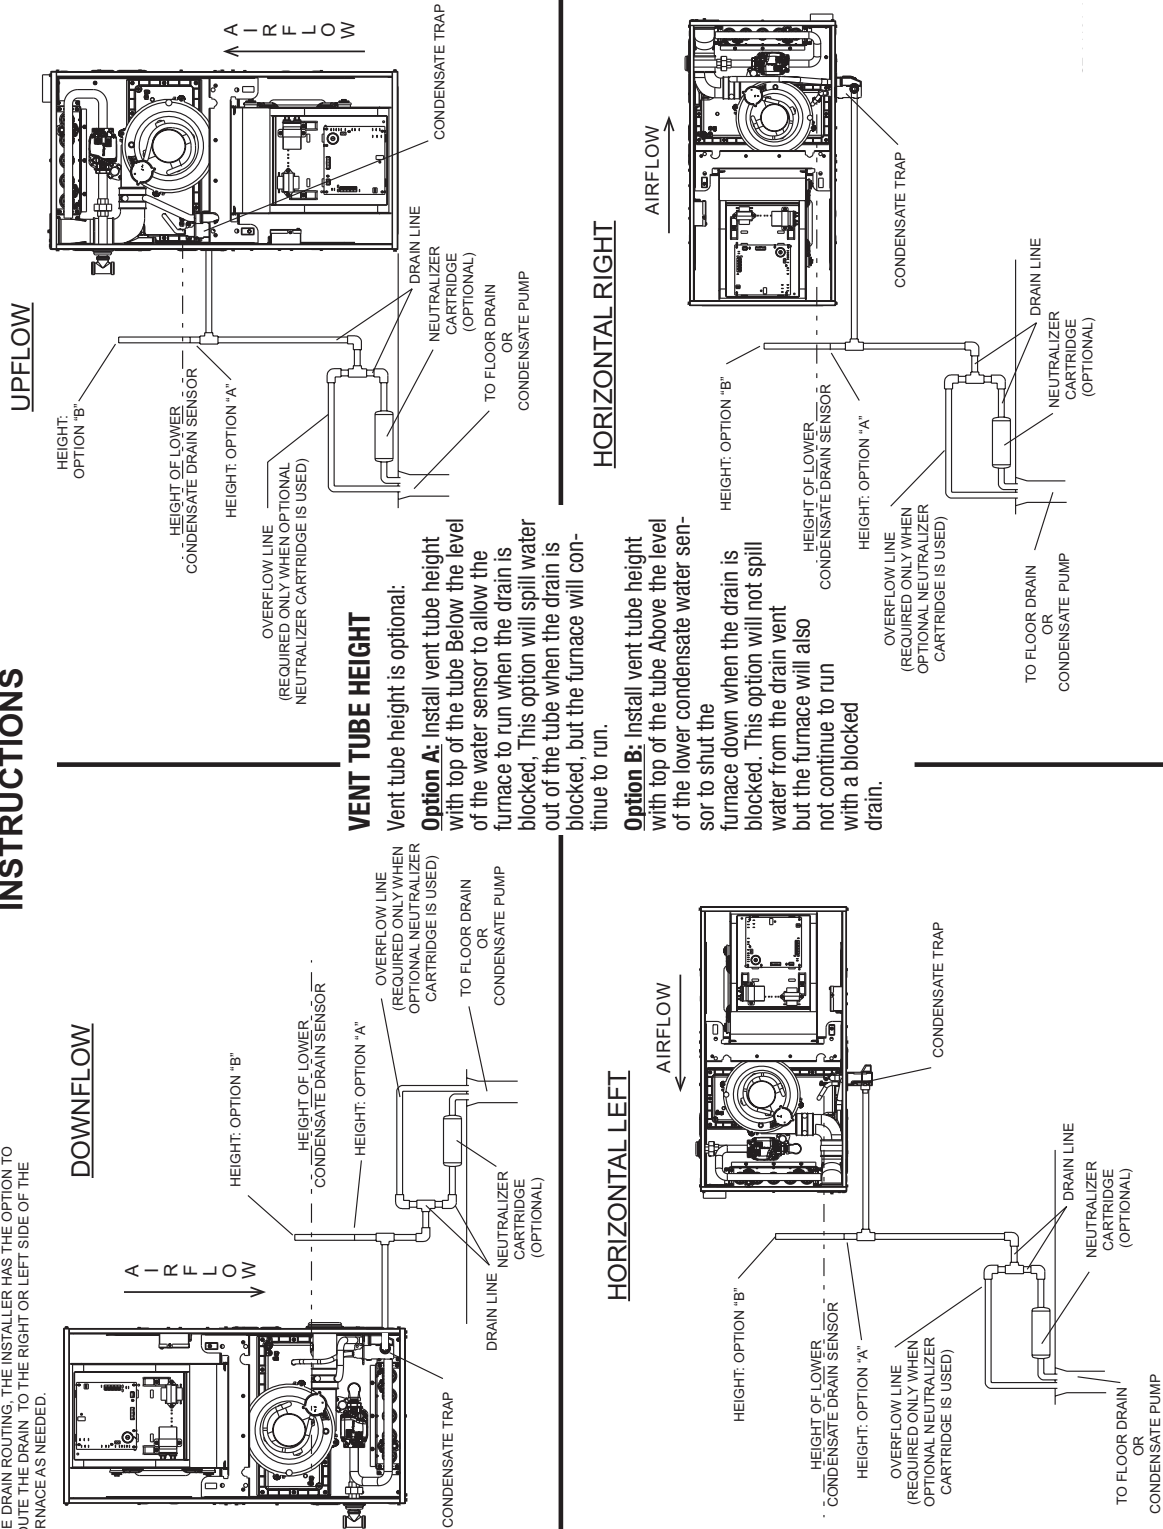 INSTRUCTIONS
E DRAIN ROUTING, THE INSTALLER HAS THE OPTION TO
OUTE THE DRAIN TO THE RIGHT OR LEFT SIDE OF THE
RNACE AS NEEDED.
DOWNFLOW
AIRFLOW
HEIGHT: OPTION "B"
HEIGHT OF LOWER
CONDENSATE DRAIN SENSOR
HEIGHT: OPTION "A"
OVERFLOW LINE
(REQUIRED ONLY WHEN
OPTIONAL NEUTRALIZER
CARTRIDGE IS USED)
TO FLOOR DRAIN
OR
CONDENSATE PUMP
CONDENSATE TRAP
DRAIN LINE
NEUTRALIZER
CARTRIDGE
(OPTIONAL)
UPFLOW
HEIGHT:
OPTION "B"
HEIGHT OF LOWER
CONDENSATE DRAIN SENSOR
HEIGHT: OPTION "A"
OVERFLOW LINE
(REQUIRED ONLY WHEN OPTIONAL
NEUTRALIZER CARTRIDGE IS USED)
AIRFLOW
CONDENSATE TRAP
DRAIN LINE
NEUTRALIZER
CARTRIDGE
(OPTIONAL)
TO FLOOR DRAIN
OR
CONDENSATE PUMP
VENT TUBE HEIGHT
Vent tube height is optional:
Option A: Install vent tube height
with top of the tube Below the level
of the water sensor to allow the
furnace to run when the drain is
blocked, This option will spill water
out of the tube when the drain is
blocked, but the furnace will con-
tinue to run.
Option B: Install vent tube height
with top of the tube Above the level
of the lower condensate water sen-
sor to shut the
furnace down when the drain is
blocked. This option will not spill
water from the drain vent
but the furnace will also
not continue to run
with a blocked
drain.
HORIZONTAL LEFT
AIRFLOW
CONDENSATE TRAP
HEIGHT: OPTION "B"
HEIGHT OF LOWER
CONDENSATE DRAIN SENSOR
HEIGHT: OPTION "A"
OVERFLOW LINE
(REQUIRED ONLY WHEN
OPTIONAL NEUTRALIZER
CARTRIDGE IS USED)
DRAIN LINE
NEUTRALIZER
CARTRIDGE
(OPTIONAL)
TO FLOOR DRAIN
OR
CONDENSATE PUMP
HORIZONTAL RIGHT
AIRFLOW
CONDENSATE TRAP
HEIGHT: OPTION "B"
HEIGHT OF LOWER
CONDENSATE DRAIN SENSOR
HEIGHT: OPTION "A"
OVERFLOW LINE
(REQUIRED ONLY WHEN
OPTIONAL NEUTRALIZER
CARTRIDGE IS USED)
DRAIN LINE
NEUTRALIZER
CARTRIDGE
(OPTIONAL)
TO FLOOR DRAIN
OR
CONDENSATE PUMP